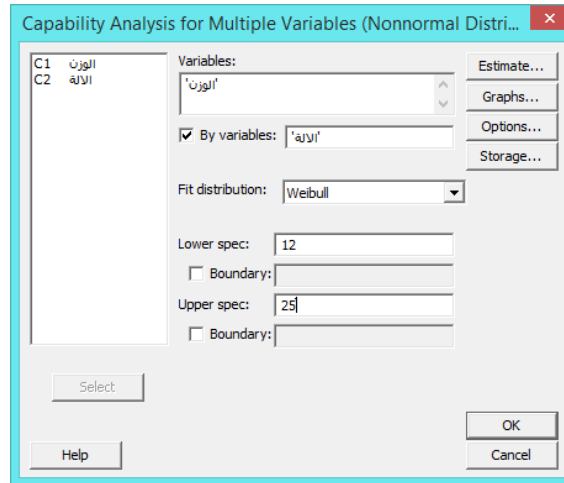 Capability Analysis for Multiple Variables (Nonnormal Distri...
C1 الوزن
C2 الالة
Variables:
'الوزن'
By variables: 'الالة'
Fit distribution: Weibull
Lower spec: 12
Boundary:
Upper spec: 25
Boundary:
Estimate...
Graphs...
Options...
Storage...
Select
OK
Help
Cancel